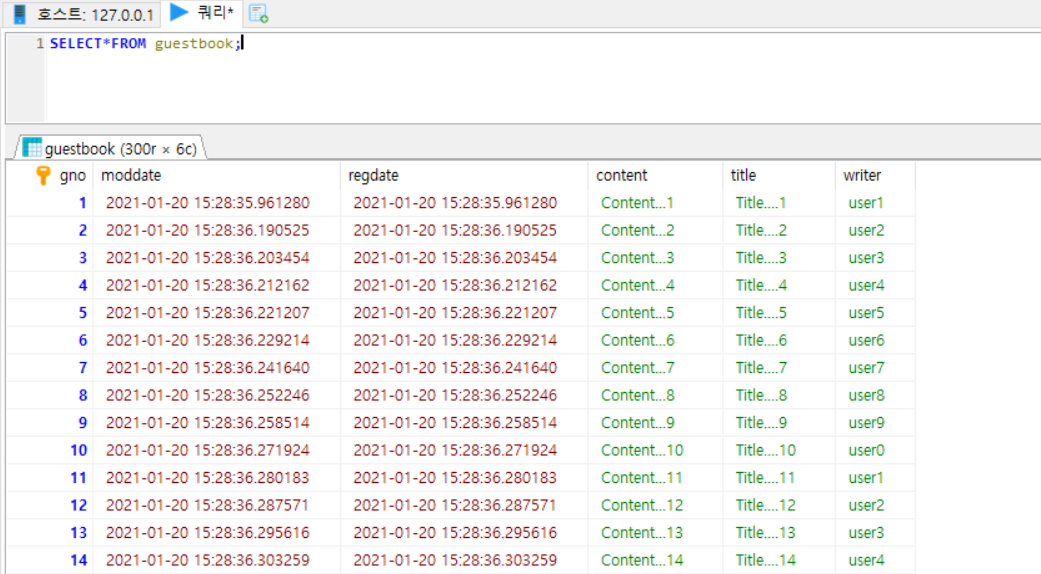 호스트: 127.0.0.1 쿼리*
1 SELECT*FROM guestbook;
guestbook (300r × 6c)
gno moddate regdate content title writer
1 2021-01-20 15:28:35.961280 2021-01-20 15:28:35.961280 Content...1 Title....1 user1
2 2021-01-20 15:28:36.190525 2021-01-20 15:28:36.190525 Content...2 Title....2 user2
3 2021-01-20 15:28:36.203454 2021-01-20 15:28:36.203454 Content...3 Title....3 user3
4 2021-01-20 15:28:36.212162 2021-01-20 15:28:36.212162 Content...4 Title....4 user4
5 2021-01-20 15:28:36.221207 2021-01-20 15:28:36.221207 Content...5 Title....5 user5
6 2021-01-20 15:28:36.229214 2021-01-20 15:28:36.229214 Content...6 Title....6 user6
7 2021-01-20 15:28:36.241640 2021-01-20 15:28:36.241640 Content...7 Title....7 user7
8 2021-01-20 15:28:36.252246 2021-01-20 15:28:36.252246 Content...8 Title....8 user8
9 2021-01-20 15:28:36.258514 2021-01-20 15:28:36.258514 Content...9 Title....9 user9
10 2021-01-20 15:28:36.271924 2021-01-20 15:28:36.271924 Content...10 Title....10 user0
11 2021-01-20 15:28:36.280183 2021-01-20 15:28:36.280183 Content...11 Title....11 user1
12 2021-01-20 15:28:36.287571 2021-01-20 15:28:36.287571 Content...12 Title....12 user2
13 2021-01-20 15:28:36.295616 2021-01-20 15:28:36.295616 Content...13 Title....13 user3
14 2021-01-20 15:28:36.303259 2021-01-20 15:28:36.303259 Content...14 Title....14 user4